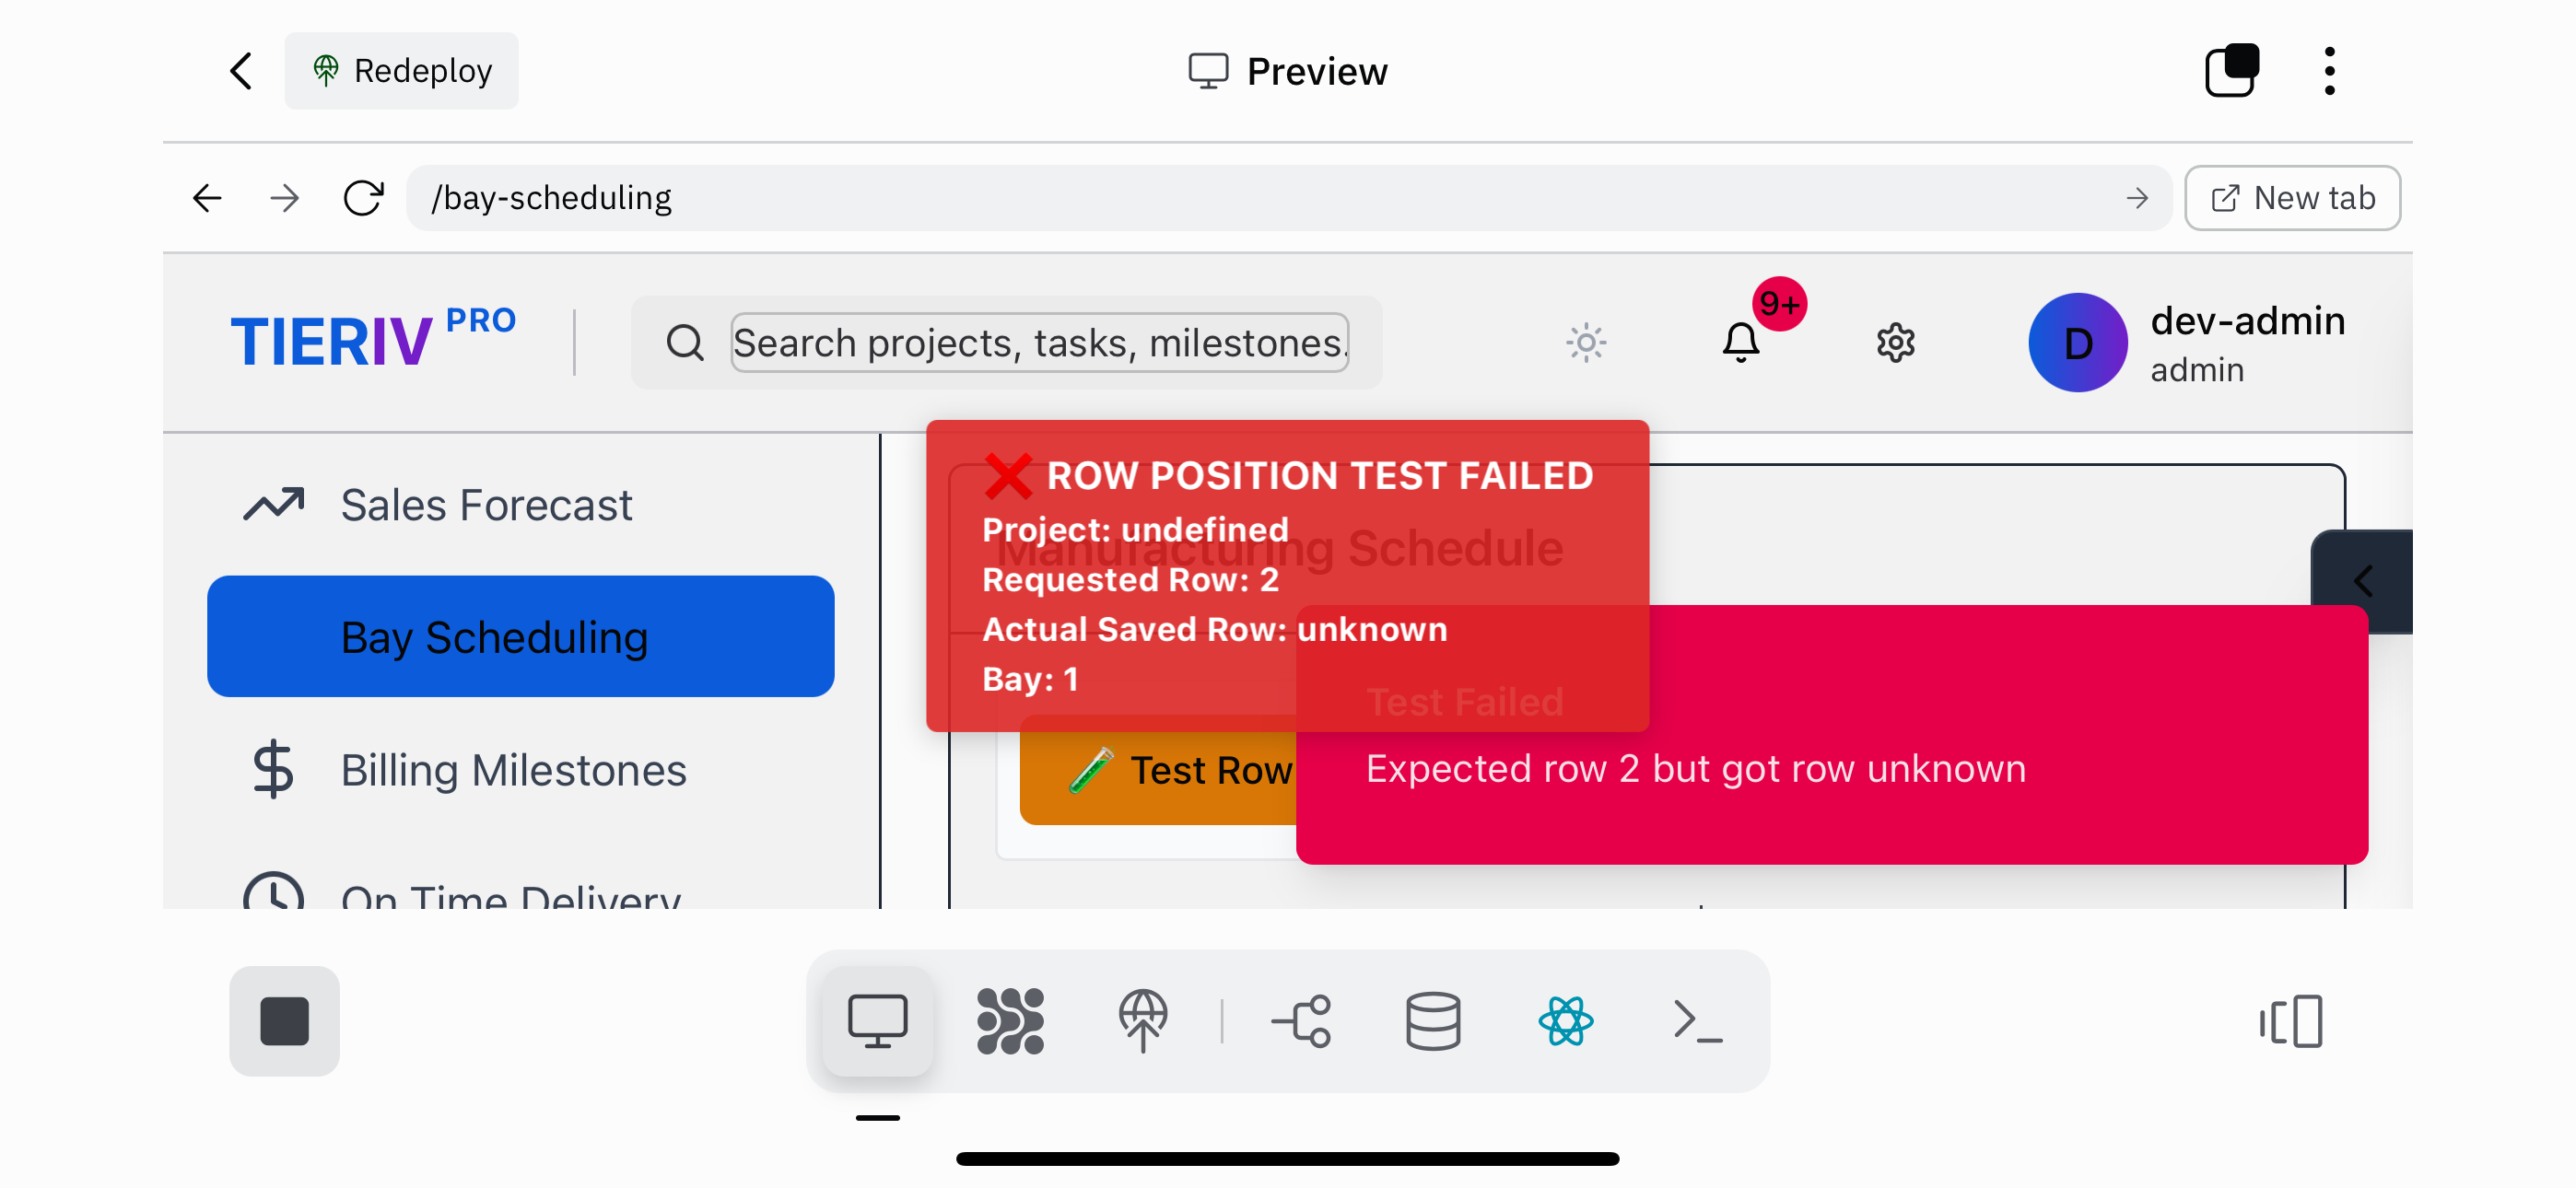 Redeploy
Preview
/bay-scheduling
New tab
TIERIV PRO
Search projects, tasks, milestones.
9+
D
dev-admin
admin
Sales Forecast
Bay Scheduling
Billing Milestones
On Time Delivery
❌ ROW POSITION TEST FAILED
Project: undefined
Manufacturing Schedule
Requested Row: 2
Actual Saved Row: unknown
Bay: 1
Test Failed
🧪 Test Row
Expected row 2 but got row unknown